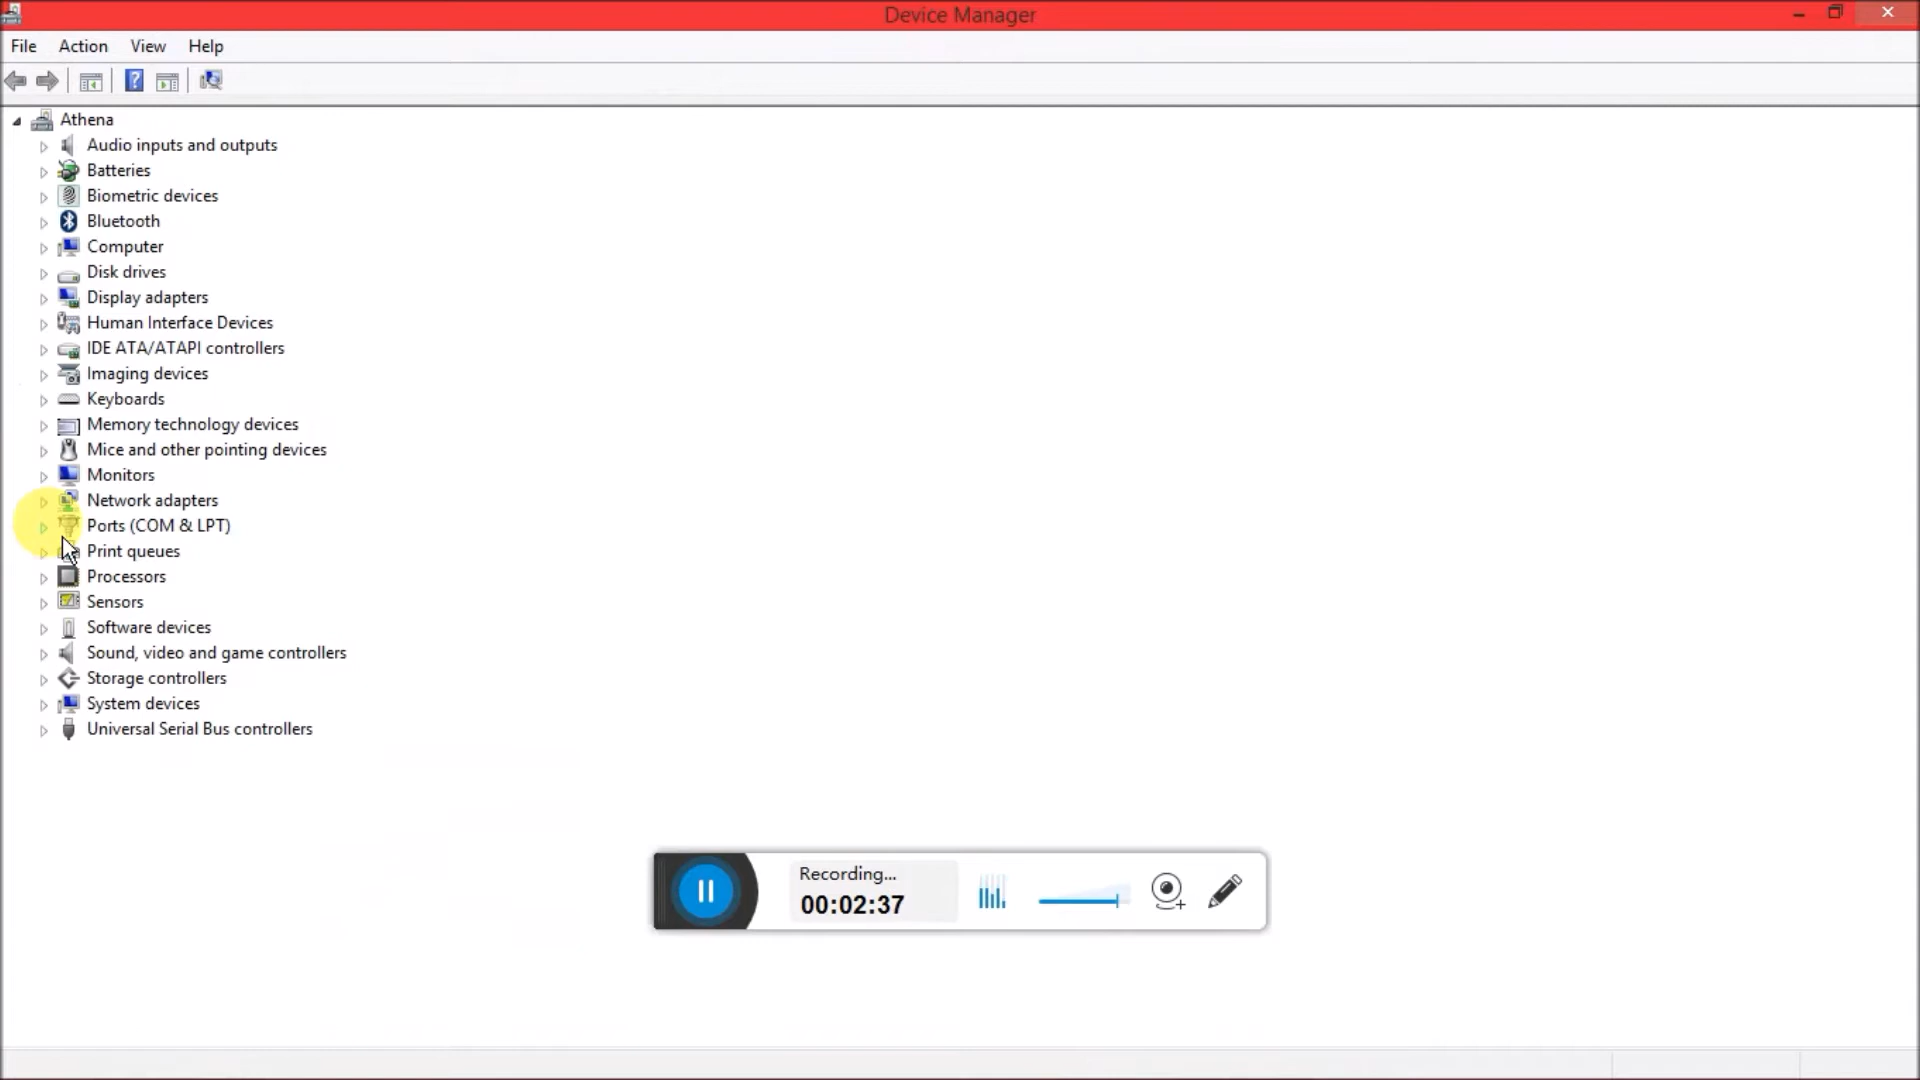 Device Manager
File Action View Help
Athena
Audio inputs and outputs
Batteries
Biometric devices
Bluetooth
Computer
Disk drives
Display adapters
Human Interface Devices
IDE ATA/ATAPI controllers
Imaging devices
Keyboards
Memory technology devices
Mice and other pointing devices
Monitors
Network adapters
Ports (COM & LPT)
Print queues
Processors
Sensors
Software devices
Sound, video and game controllers
Storage controllers
System devices
Universal Serial Bus controllers
Recording...
00:02:37